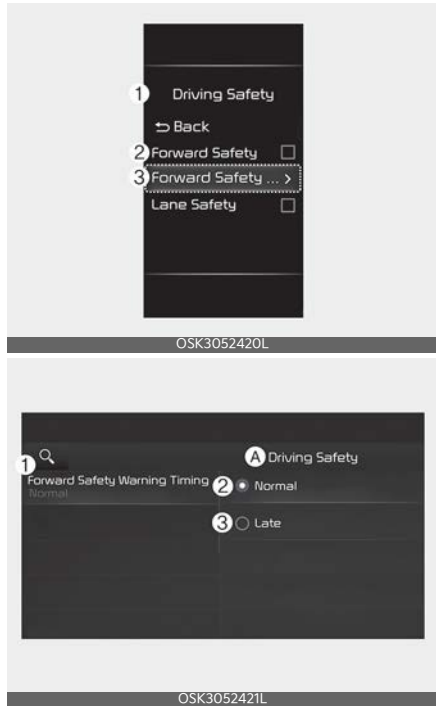 1 Driving Safety
⮌ Back
2 Forward Safety
3 Forward Safety ... >
Lane Safety
OSK3052420L
1
A Driving Safety
Forward Safety Warning Timing
Normal
2 Normal
3 Late
OSK3052421L